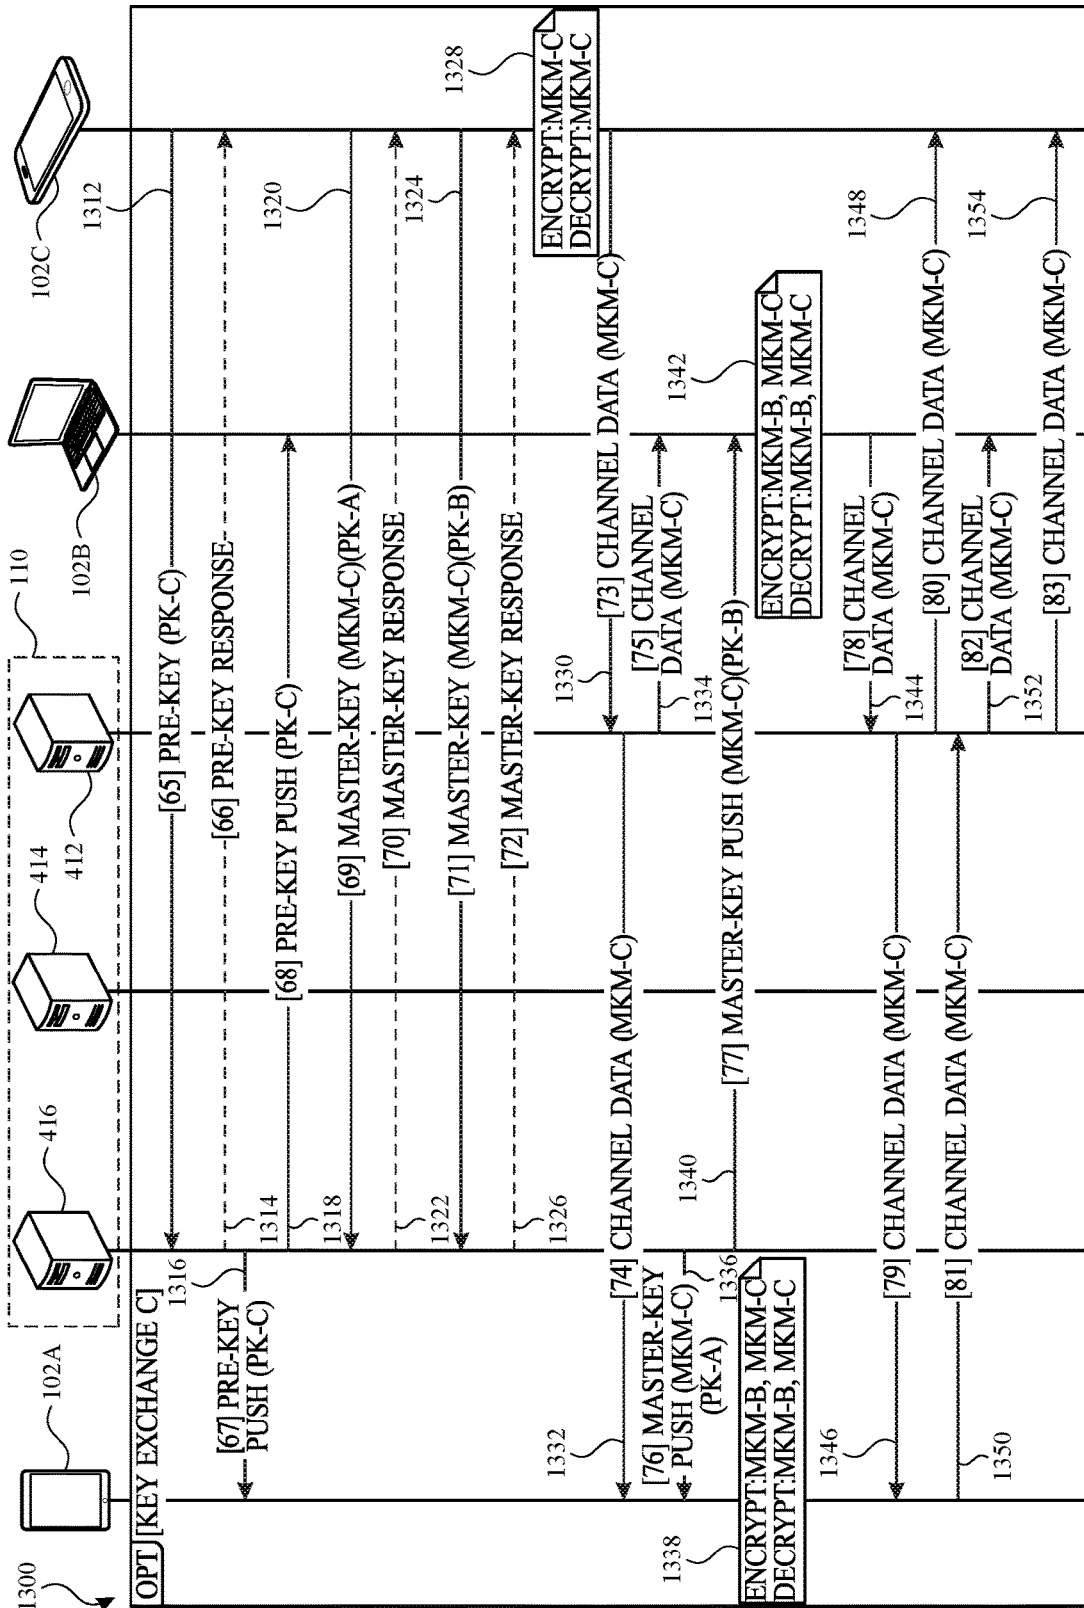 1300
102A
416
414
412
110
102B
102C
OPT
[KEY EXCHANGE C]
[65] PRE-KEY (PK-C)
1312
[66] PRE-KEY RESPONSE
1314
1316
[67] PRE-KEY
PUSH (PK-C)
[68] PRE-KEY PUSH (PK-C)
1318
[69] MASTER-KEY (MKM-C)(PK-A)
1320
[70] MASTER-KEY RESPONSE
1322
[71] MASTER-KEY (MKM-C)(PK-B)
1324
[72] MASTER-KEY RESPONSE
1326
ENCRYPT:MKM-C
DECRYPT:MKM-C
1328
[73] CHANNEL DATA (MKM-C)
1330
[74] CHANNEL DATA (MKM-C)
1332
[75] CHANNEL
DATA (MKM-C)
1334
[76] MASTER-KEY
PUSH (MKM-C)
(PK-A)
1336
ENCRYPT:MKM-B, MKM-C
DECRYPT:MKM-B, MKM-C
1338
[77] MASTER-KEY PUSH (MKM-C)(PK-B)
1340
ENCRYPT:MKM-B, MKM-C
DECRYPT:MKM-B, MKM-C
1342
[78] CHANNEL
DATA (MKM-C)
1344
[79] CHANNEL DATA (MKM-C)
1346
[80] CHANNEL DATA (MKM-C)
1348
[81] CHANNEL DATA (MKM-C)
1350
[82] CHANNEL
DATA (MKM-C)
1352
[83] CHANNEL DATA (MKM-C)
1354